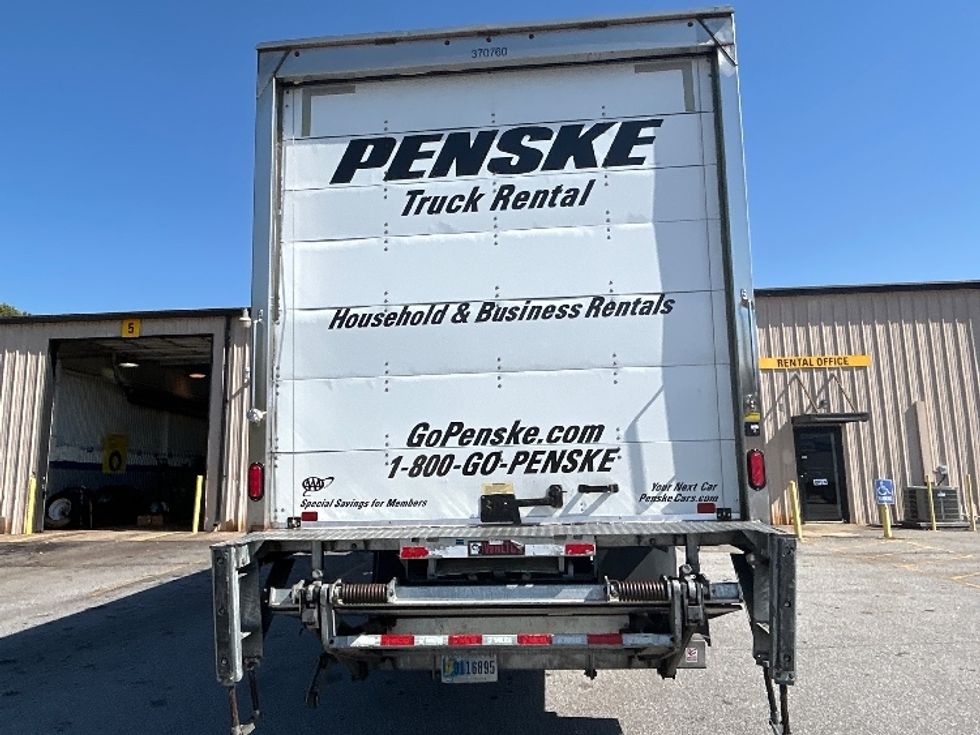 370760
PENSKE
Truck Rental
Household & Business Rentals
GoPenske.com
1-800-GO-PENSKE
AAA
Special Savings for Members
Your Next Car
PenskeCars.com
5
RENTAL OFFICE
WALTCO